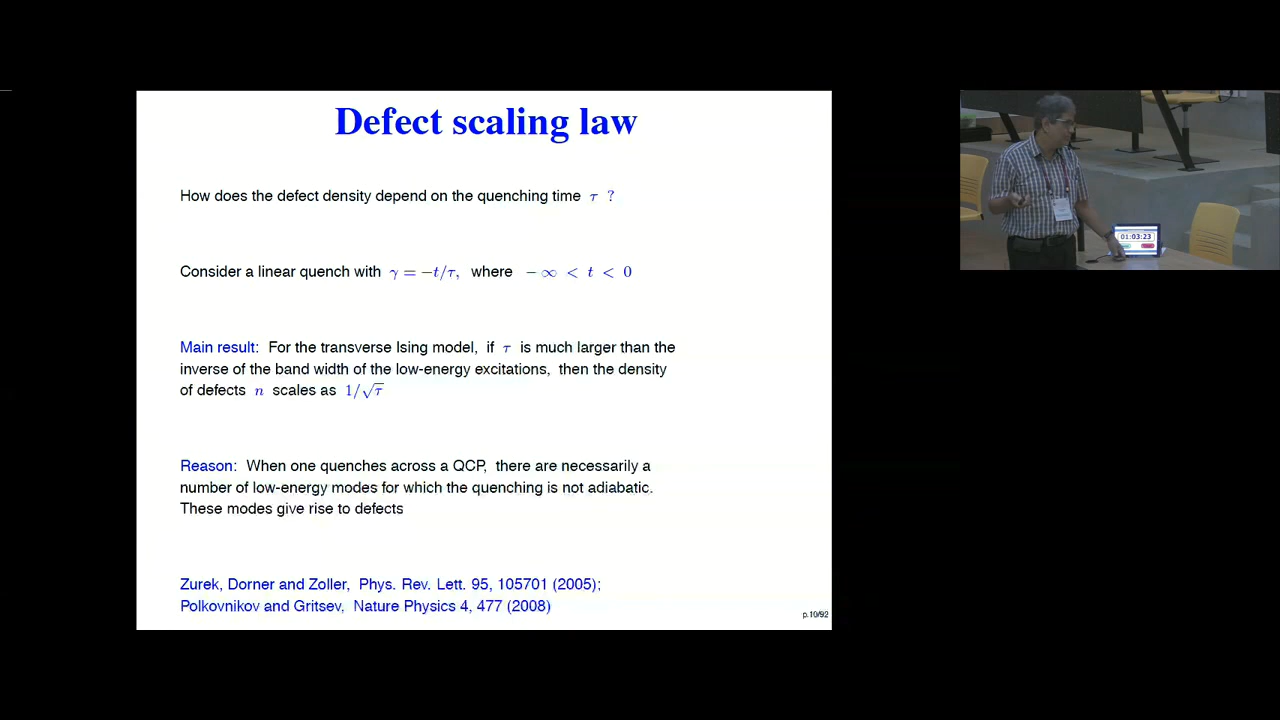 Defect scaling law
How does the defect density depend on the quenching time τ ?
Consider a linear quench with γ = −t/τ, where − ∞ < t < 0
Main result: For the transverse Ising model, if τ is much larger than the
inverse of the band width of the low-energy excitations, then the density
of defects n scales as 1/√τ
Reason: When one quenches across a QCP, there are necessarily a
number of low-energy modes for which the quenching is not adiabatic.
These modes give rise to defects
Zurek, Dorner and Zoller, Phys. Rev. Lett. 95, 105701 (2005);
Polkovnikov and Gritsev, Nature Physics 4, 477 (2008)
p.10/92
01:03:23